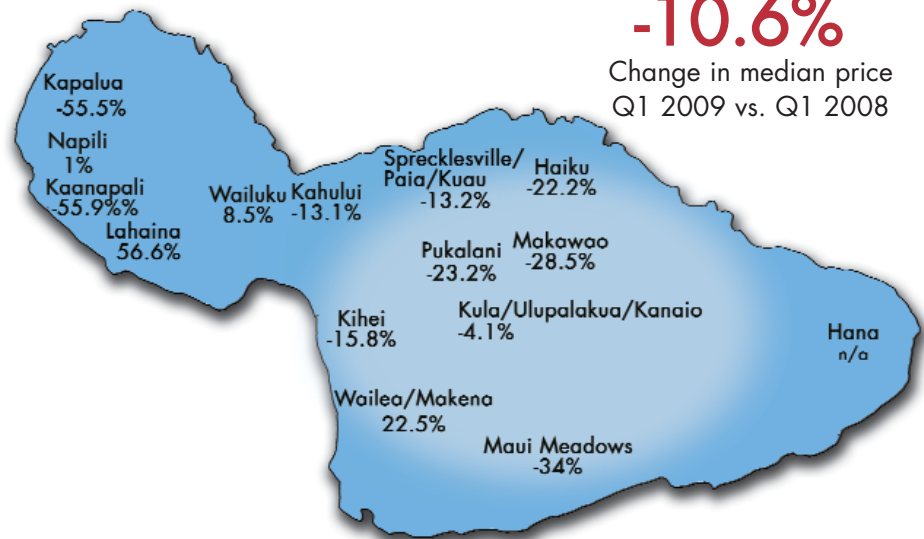 -10.6%
Change in median price
Q1 2009 vs. Q1 2008
Kapalua
-55.5%
Napili
1%
Kaanapali
-55.9%%
Lahaina
56.6%
Wailuku
8.5%
Kahului
-13.1%
Sprecklesville/
Paia/Kuau
-13.2%
Haiku
-22.2%
Pukalani
-23.2%
Makawao
-28.5%
Kihei
-15.8%
Kula/Ulupalakua/Kanaio
-4.1%
Hana
n/a
Wailea/Makena
22.5%
Maui Meadows
-34%